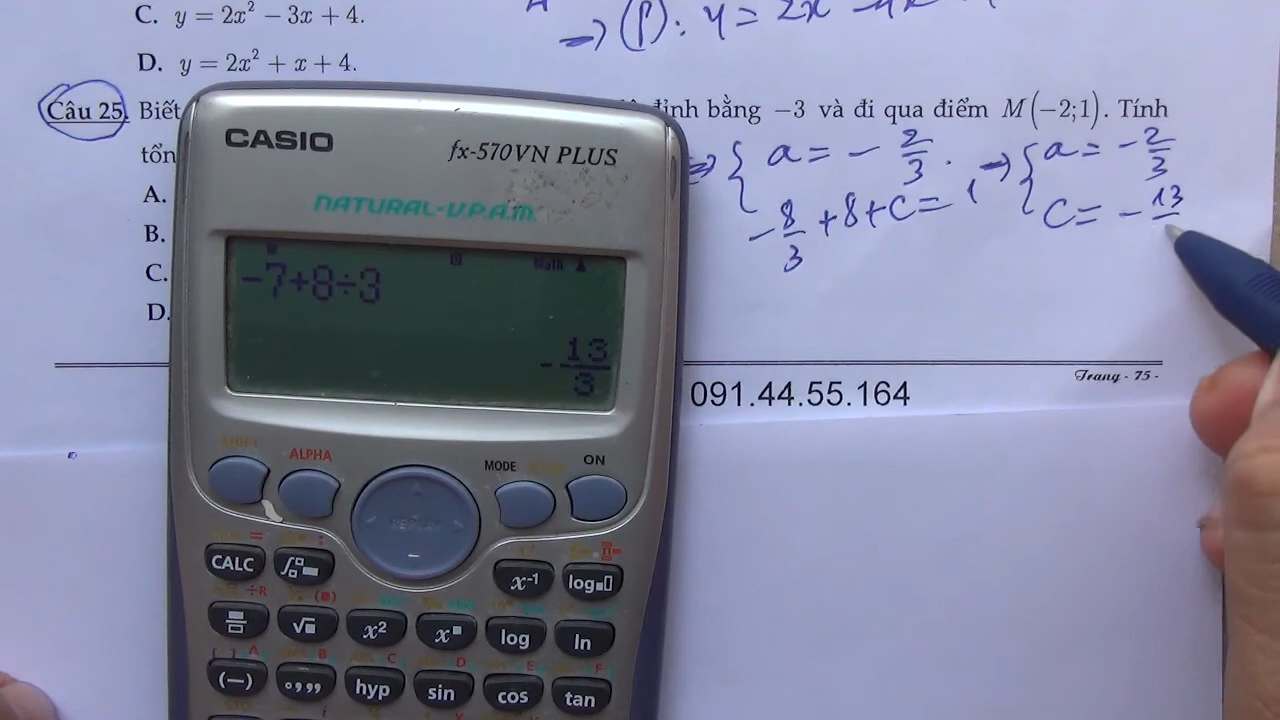 C. y = 2x² − 3x + 4.
⇒ (P): y = 2x
D. y = 2x² + x + 4.
Câu 25. Biết đỉnh bằng −3 và đi qua điểm M(−2;1). Tính
tổn
A.
B.
C.
D.
⇒ { a = −2/3.
−8/3 + 8 + C = 1
⇒ { a = −2/3
C = −13
CASIO
fx-570VN PLUS
NATURAL-V.P.A.M.
Math ▲
−7+8÷3
−13/3
Trang - 75 -
091.44.55.164
SHIFT
ALPHA
MODE
ON
REPLAY
CALC
x⁻¹
log
√
x²
x
log
ln
(−)
hyp
sin
cos
tan